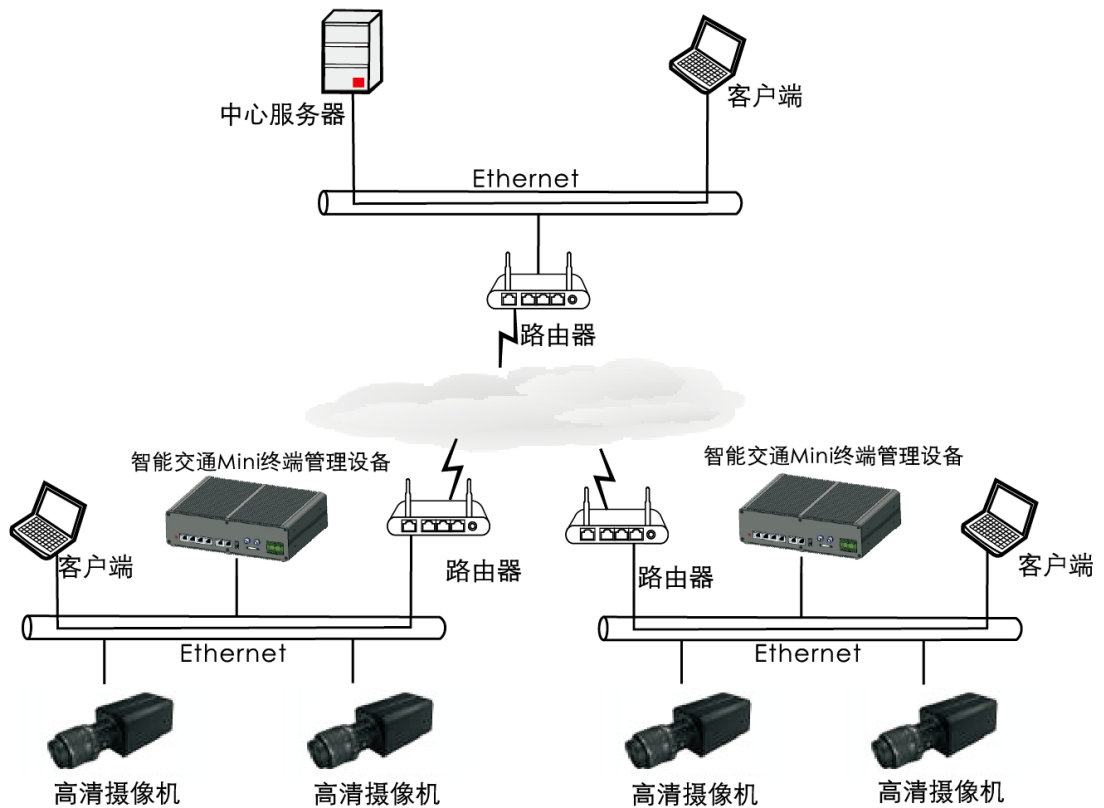 中心服务器
客户端
Ethernet
路由器
智能交通Mini终端管理设备
智能交通Mini终端管理设备
客户端
路由器
路由器
客户端
Ethernet
Ethernet
高清摄像机
高清摄像机
高清摄像机
高清摄像机